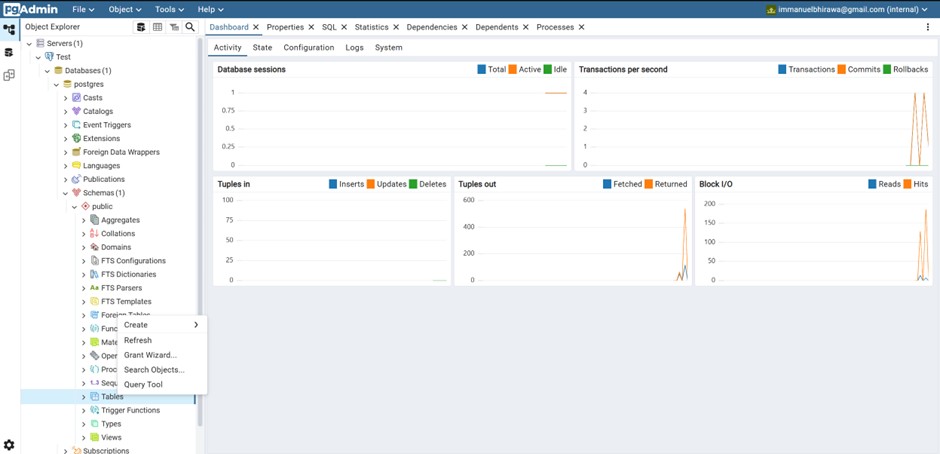 pgAdmin File Object Tools Help immanuelbhirawa@gmail.com (internal)
Object Explorer
Dashboard Properties SQL Statistics Dependencies Dependents Processes
Servers (1)
Test
Databases (1)
postgres
Casts
Catalogs
Event Triggers
Extensions
Foreign Data Wrappers
Languages
Publications
Schemas (1)
public
Aggregates
Collations
Domains
FTS Configurations
FTS Dictionaries
FTS Parsers
FTS Templates
Foreign Tables
Func
Mate
Oper
Proc
1..3 Sequ
Tables
Trigger Functions
Types
Views
Subscriptions
Create
Refresh
Grant Wizard...
Search Objects...
Query Tool
Activity State Configuration Logs System
Database sessions Total Active Idle
1
0.75
0.5
0.25
0
Transactions per second Transactions Commits Rollbacks
4
3
2
1
0
Tuples in Inserts Updates Deletes
100
75
50
25
0
Tuples out Fetched Returned
600
400
200
0
Block I/O Reads Hits
200
150
100
50
0